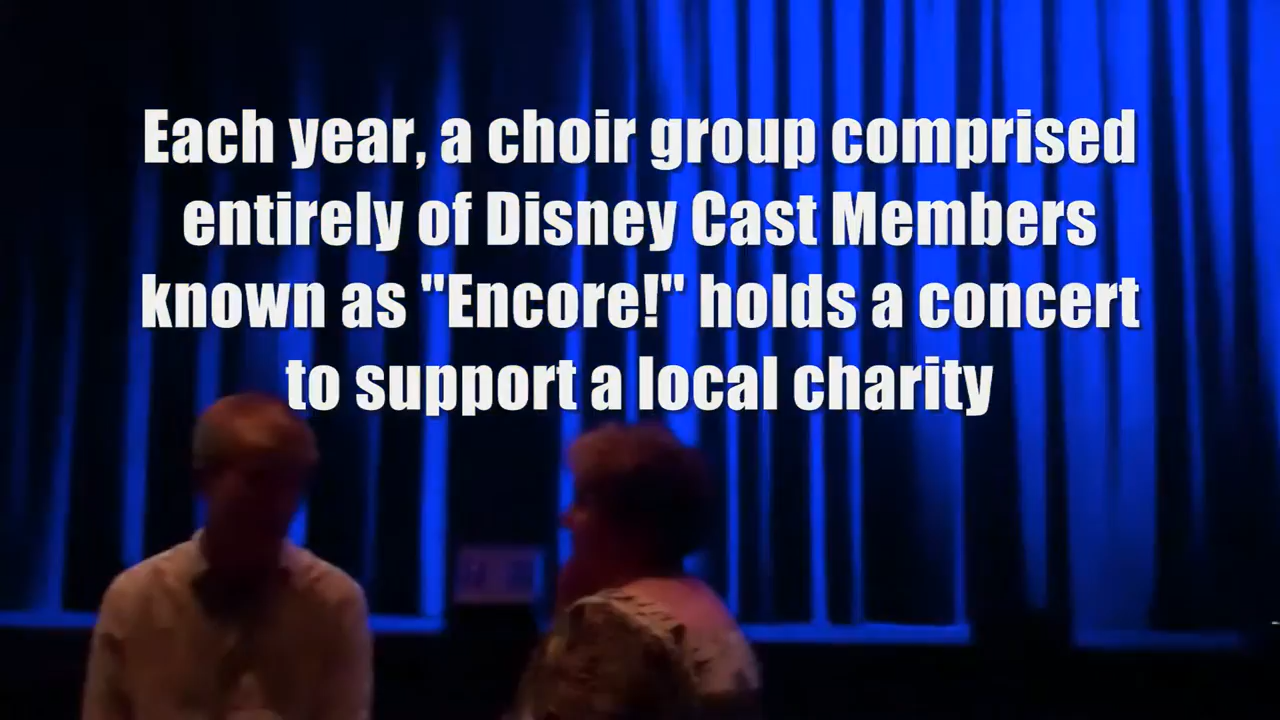 Each year, a choir group comprised
entirely of Disney Cast Members
known as "Encore!" holds a concert
to support a local charity